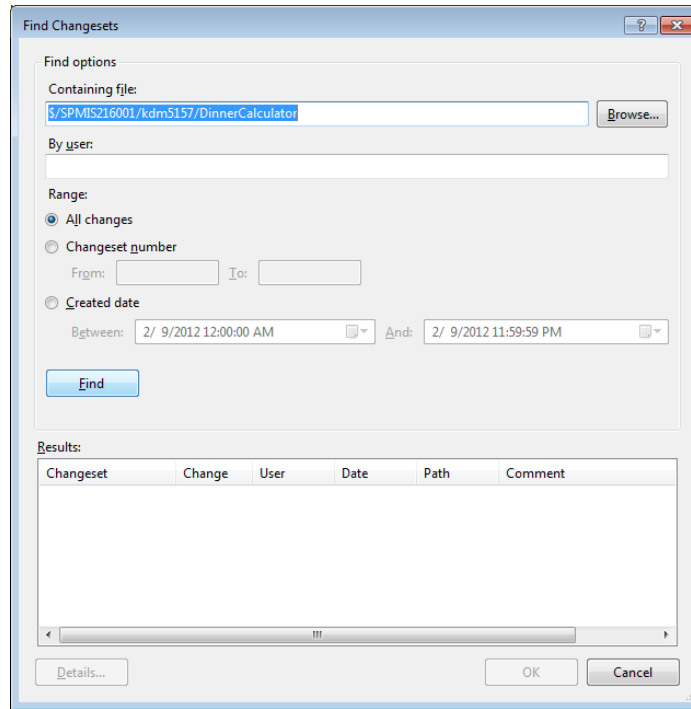 Find Changesets
Find options
Containing file:
$/SPMIS216001/kdm5157/DinnerCalculator
Browse...
By user:
Range:
All changes
Changeset number
From: To:
Created date
Between: 2/ 9/2012 12:00:00 AM And: 2/ 9/2012 11:59:59 PM
Find
Results:
Changeset Change User Date Path Comment
Details... OK Cancel